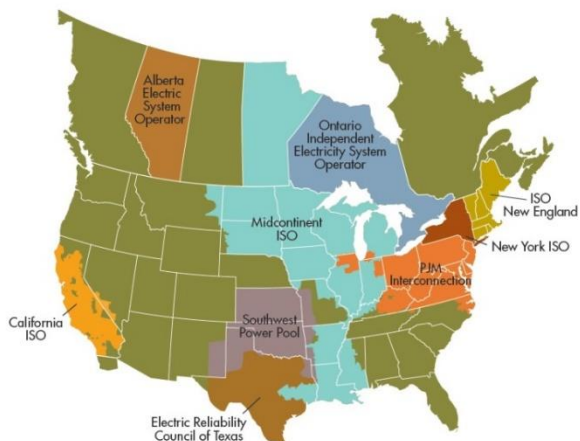 Alberta
Electric
System
Operator
Ontario
Independent
Electricity System
Operator
ISO
New England
Midcontinent
ISO
New York ISO
PJM
Interconnection
California
ISO
Southwest
Power Pool
Electric Reliability
Council of Texas